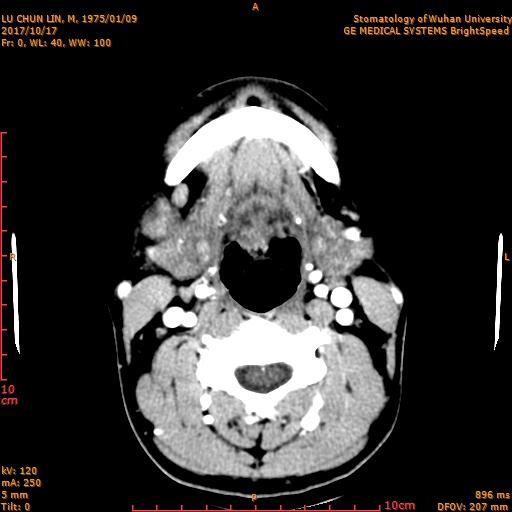 A
LU CHUN LIN, M, 1975/01/09
2017/10/17
Fr: 0, WL: 40, WW: 100
Stomatology of Wuhan University
GE MEDICAL SYSTEMS BrightSpeed
R
L
10
cm
kV: 120
mA: 250
5 mm
Tilt: 0
P
10cm
896 ms
DFOV: 207 mm